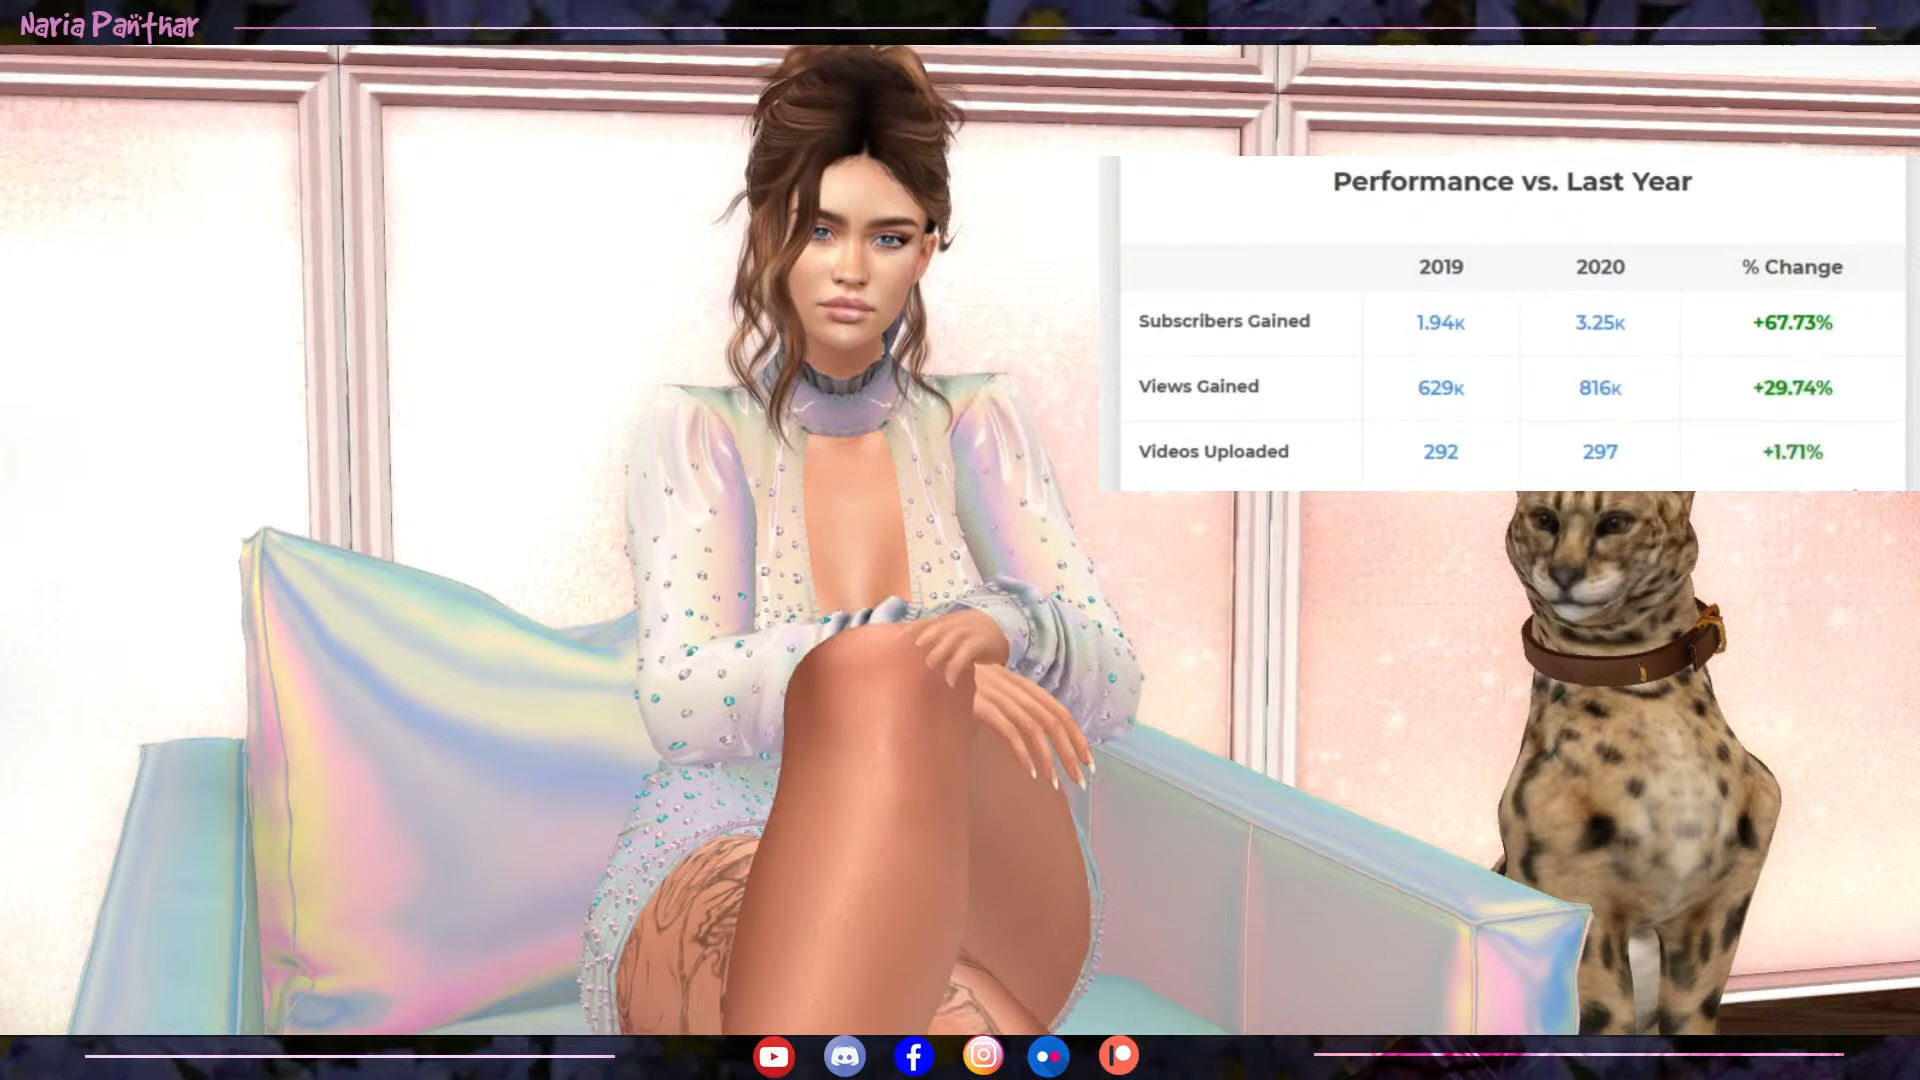 Naria Panthar
Performance vs. Last Year
2019 2020 % Change
Subscribers Gained 1.94K 3.25K +67.73%
Views Gained 629K 816K +29.74%
Videos Uploaded 292 297 +1.71%